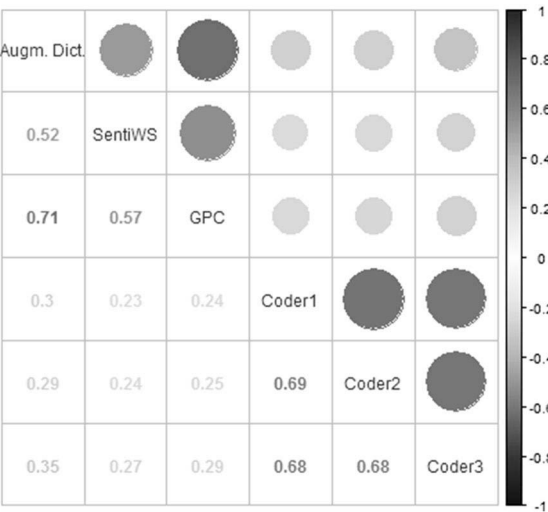 Augm. Dict.
0.52 SentiWS
0.71 0.57 GPC
0.3 0.23 0.24 Coder1
0.29 0.24 0.25 0.69 Coder2
0.35 0.27 0.29 0.68 0.68 Coder3
1
0.8
0.6
0.4
0.2
0
-0.2
-0.4
-0.6
-0.8
-1